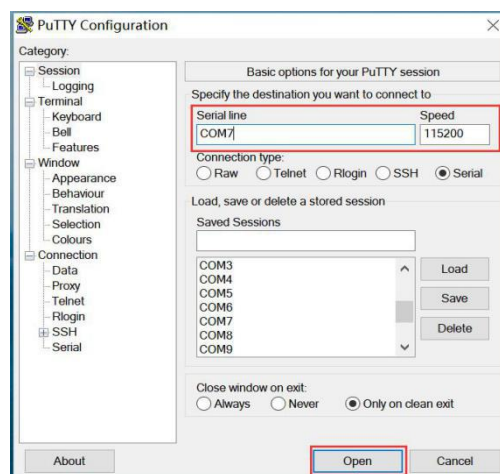 PuTTY Configuration
Category:
Session
Logging
Terminal
Keyboard
Bell
Features
Window
Appearance
Behaviour
Translation
Selection
Colours
Connection
Data
Proxy
Telnet
Rlogin
SSH
Serial
Basic options for your PuTTY session
Specify the destination you want to connect to
Serial line Speed
COM7 115200
Connection type:
Raw Telnet Rlogin SSH Serial
Load, save or delete a stored session
Saved Sessions
COM3
COM4
COM5
COM6
COM7
COM8
COM9
Load
Save
Delete
Close window on exit:
Always Never Only on clean exit
About Open Cancel